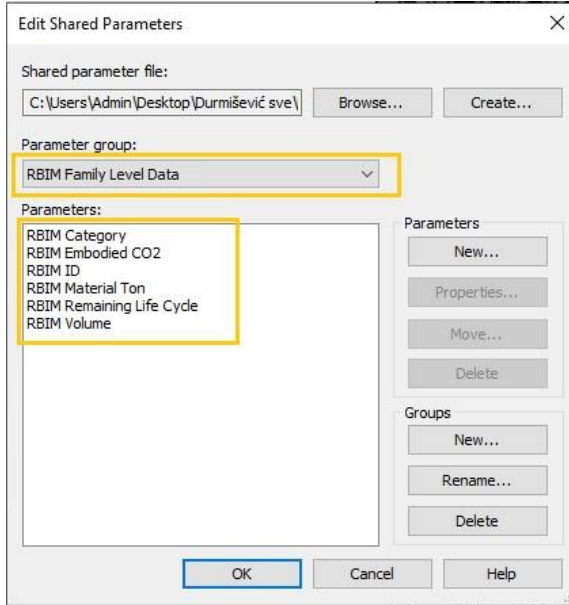 Edit Shared Parameters
Shared parameter file:
C:\Users\Admin\Desktop\Durmišević sve\
Browse...
Create...
Parameter group:
RBIM Family Level Data
Parameters:
RBIM Category
RBIM Embodied CO2
RBIM ID
RBIM Material Ton
RBIM Remaining Life Cycle
RBIM Volume
Parameters
New...
Properties...
Move...
Delete
Groups
New...
Rename...
Delete
OK
Cancel
Help